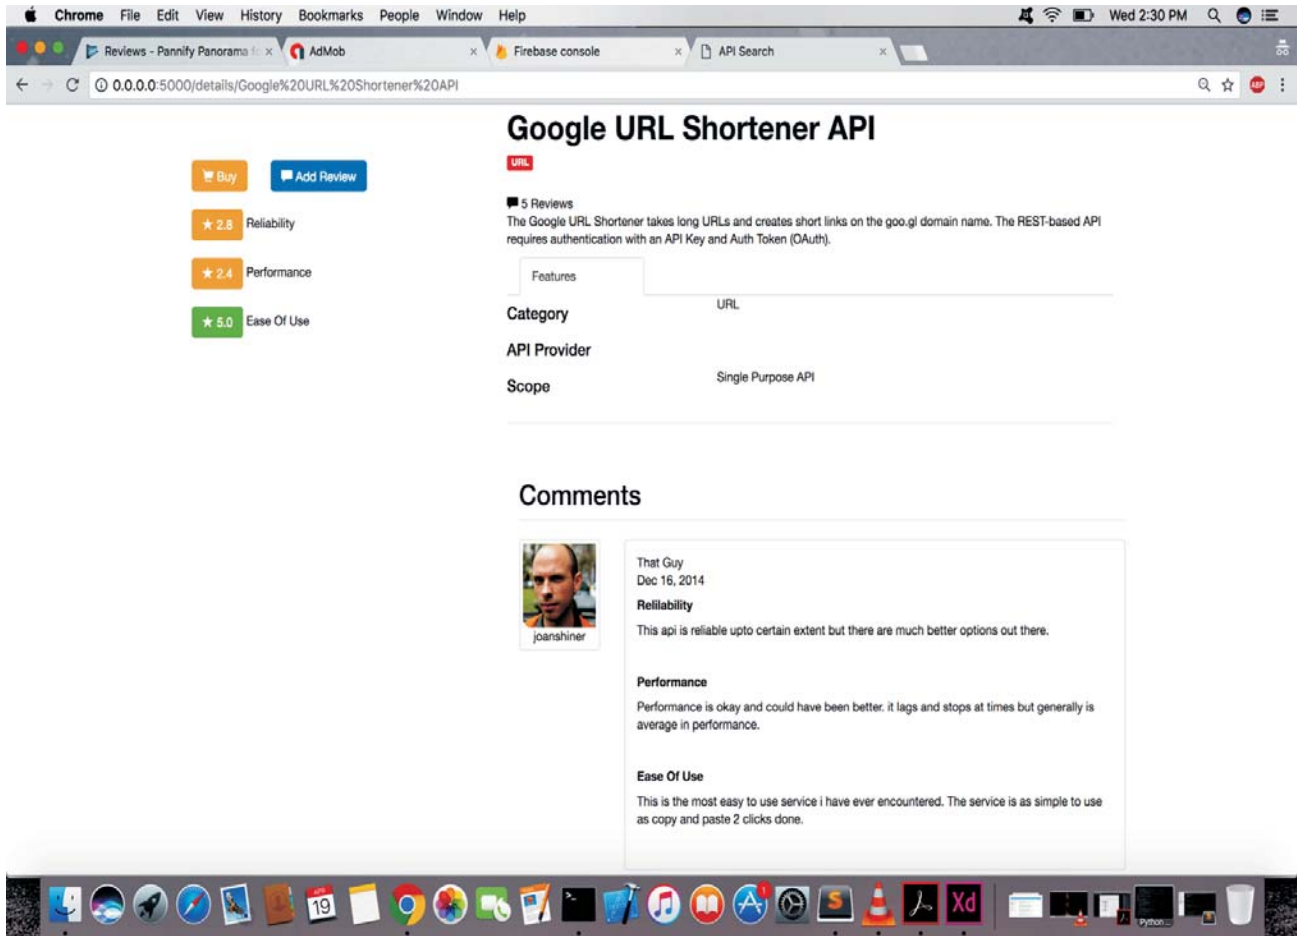 Chrome File Edit View History Bookmarks People Window Help Wed 2:30 PM
Reviews - Pannify Panorama fo × AdMob × Firebase console × API Search ×
0.0.0.0:5000/details/Google%20URL%20Shortener%20API ABP
Google URL Shortener API
URL
Buy Add Review
5 Reviews
The Google URL Shortener takes long URLs and creates short links on the goo.gl domain name. The REST-based API
requires authentication with an API Key and Auth Token (OAuth).
2.8 Reliability
2.4 Performance
5.0 Ease Of Use
Features
Category URL
API Provider
Scope Single Purpose API
Comments
joanshiner
That Guy
Dec 16, 2014
Relilability
This api is reliable upto certain extent but there are much better options out there.
Performance
Performance is okay and could have been better. it lags and stops at times but generally is
average in performance.
Ease Of Use
This is the most easy to use service i have ever encountered. The service is as simple to use
as copy and paste 2 clicks done.
APR
19
1
S
Xd
Python